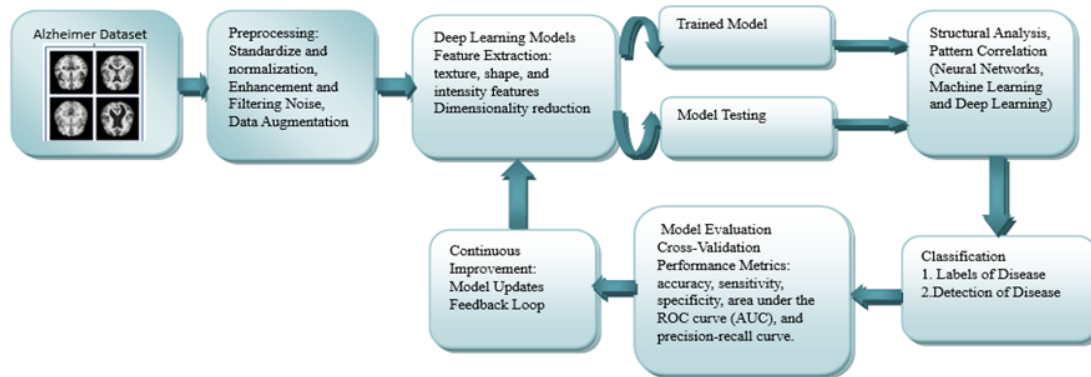 Alzheimer Dataset
Preprocessing:
Standardize and
normalization,
Enhancement and
Filtering Noise,
Data Augmentation
Deep Learning Models
Feature Extraction:
texture, shape, and
intensity features
Dimensionality reduction
Trained Model
Model Testing
Structural Analysis,
Pattern Correlation
(Neural Networks,
Machine Learning
and Deep Learning)
Classification
1. Labels of Disease
2.Detection of Disease
Model Evaluation
Cross-Validation
Performance Metrics:
accuracy, sensitivity,
specificity, area under the
ROC curve (AUC), and
precision-recall curve.
Continuous
Improvement:
Model Updates
Feedback Loop